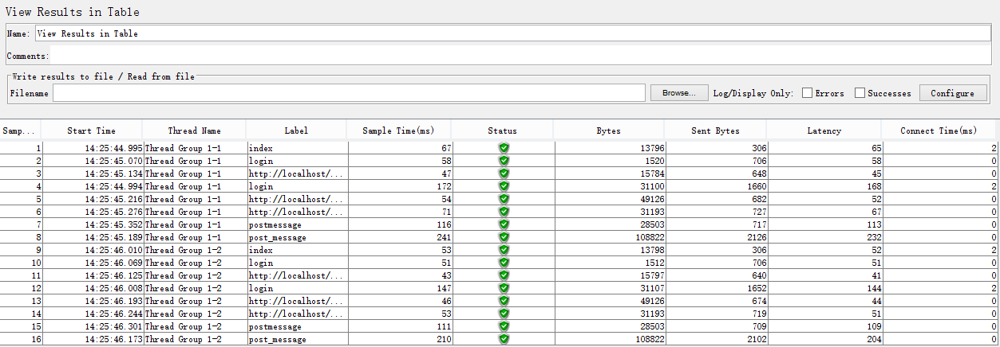 View Results in Table
Name: View Results in Table
Comments:
Write results to file / Read from file
Filename Browse... Log/Display Only: Errors Successes Configure
Samp... Start Time Thread Name Label Sample Time(ms) Status Bytes Sent Bytes Latency Connect Time(ms)
1 14:25:44.995 Thread Group 1-1 index 67 13796 306 65 2
2 14:25:45.070 Thread Group 1-1 login 58 1520 706 58 0
3 14:25:45.134 Thread Group 1-1 http://localhost/... 47 15784 648 45 0
4 14:25:44.994 Thread Group 1-1 login 172 31100 1660 168 2
5 14:25:45.216 Thread Group 1-1 http://localhost/... 54 49126 682 52 0
6 14:25:45.276 Thread Group 1-1 http://localhost/... 71 31193 727 67 0
7 14:25:45.352 Thread Group 1-1 postmessage 116 28503 717 113 0
8 14:25:45.189 Thread Group 1-1 post_message 241 108822 2126 232 0
9 14:25:46.010 Thread Group 1-2 index 53 13798 306 52 2
10 14:25:46.069 Thread Group 1-2 login 51 1512 706 51 0
11 14:25:46.125 Thread Group 1-2 http://localhost/... 43 15797 640 41 0
12 14:25:46.008 Thread Group 1-2 login 147 31107 1652 144 2
13 14:25:46.193 Thread Group 1-2 http://localhost/... 46 49126 674 44 0
14 14:25:46.244 Thread Group 1-2 http://localhost/... 53 31193 719 51 0
15 14:25:46.301 Thread Group 1-2 postmessage 111 28503 709 109 0
16 14:25:46.173 Thread Group 1-2 post_message 210 108822 2102 204 0